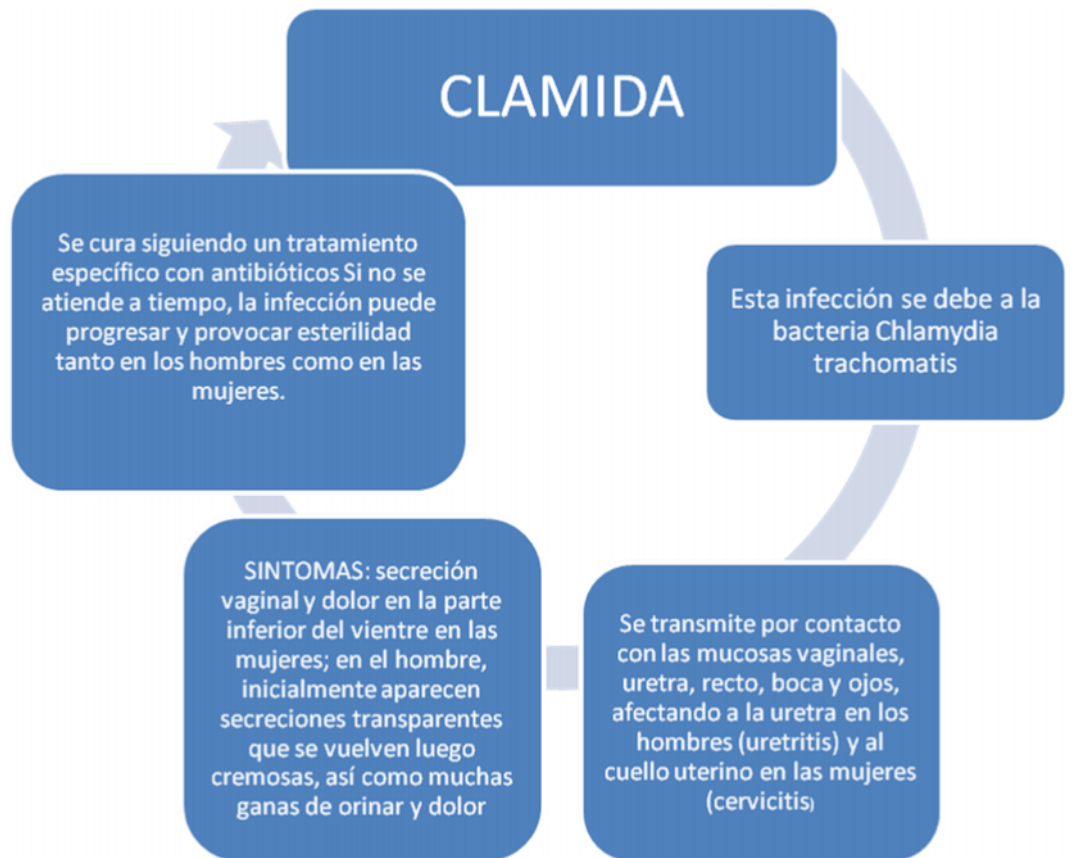 CLAMIDA
Esta infección se debe a la
bacteria Chlamydia
trachomatis
Se transmite por contacto
con las mucosas vaginales,
uretra, recto, boca y ojos,
afectando a la uretra en los
hombres (uretritis) y al
cuello uterino en las mujeres
(cervicitis)
SINTOMAS: secreción
vaginal y dolor en la parte
inferior del vientre en las
mujeres; en el hombre,
inicialmente aparecen
secreciones transparentes
que se vuelven luego
cremosas, así como muchas
ganas de orinar y dolor
Se cura siguiendo un tratamiento
específico con antibióticos Si no se
atiende a tiempo, la infección puede
progresar y provocar esterilidad
tanto en los hombres como en las
mujeres.